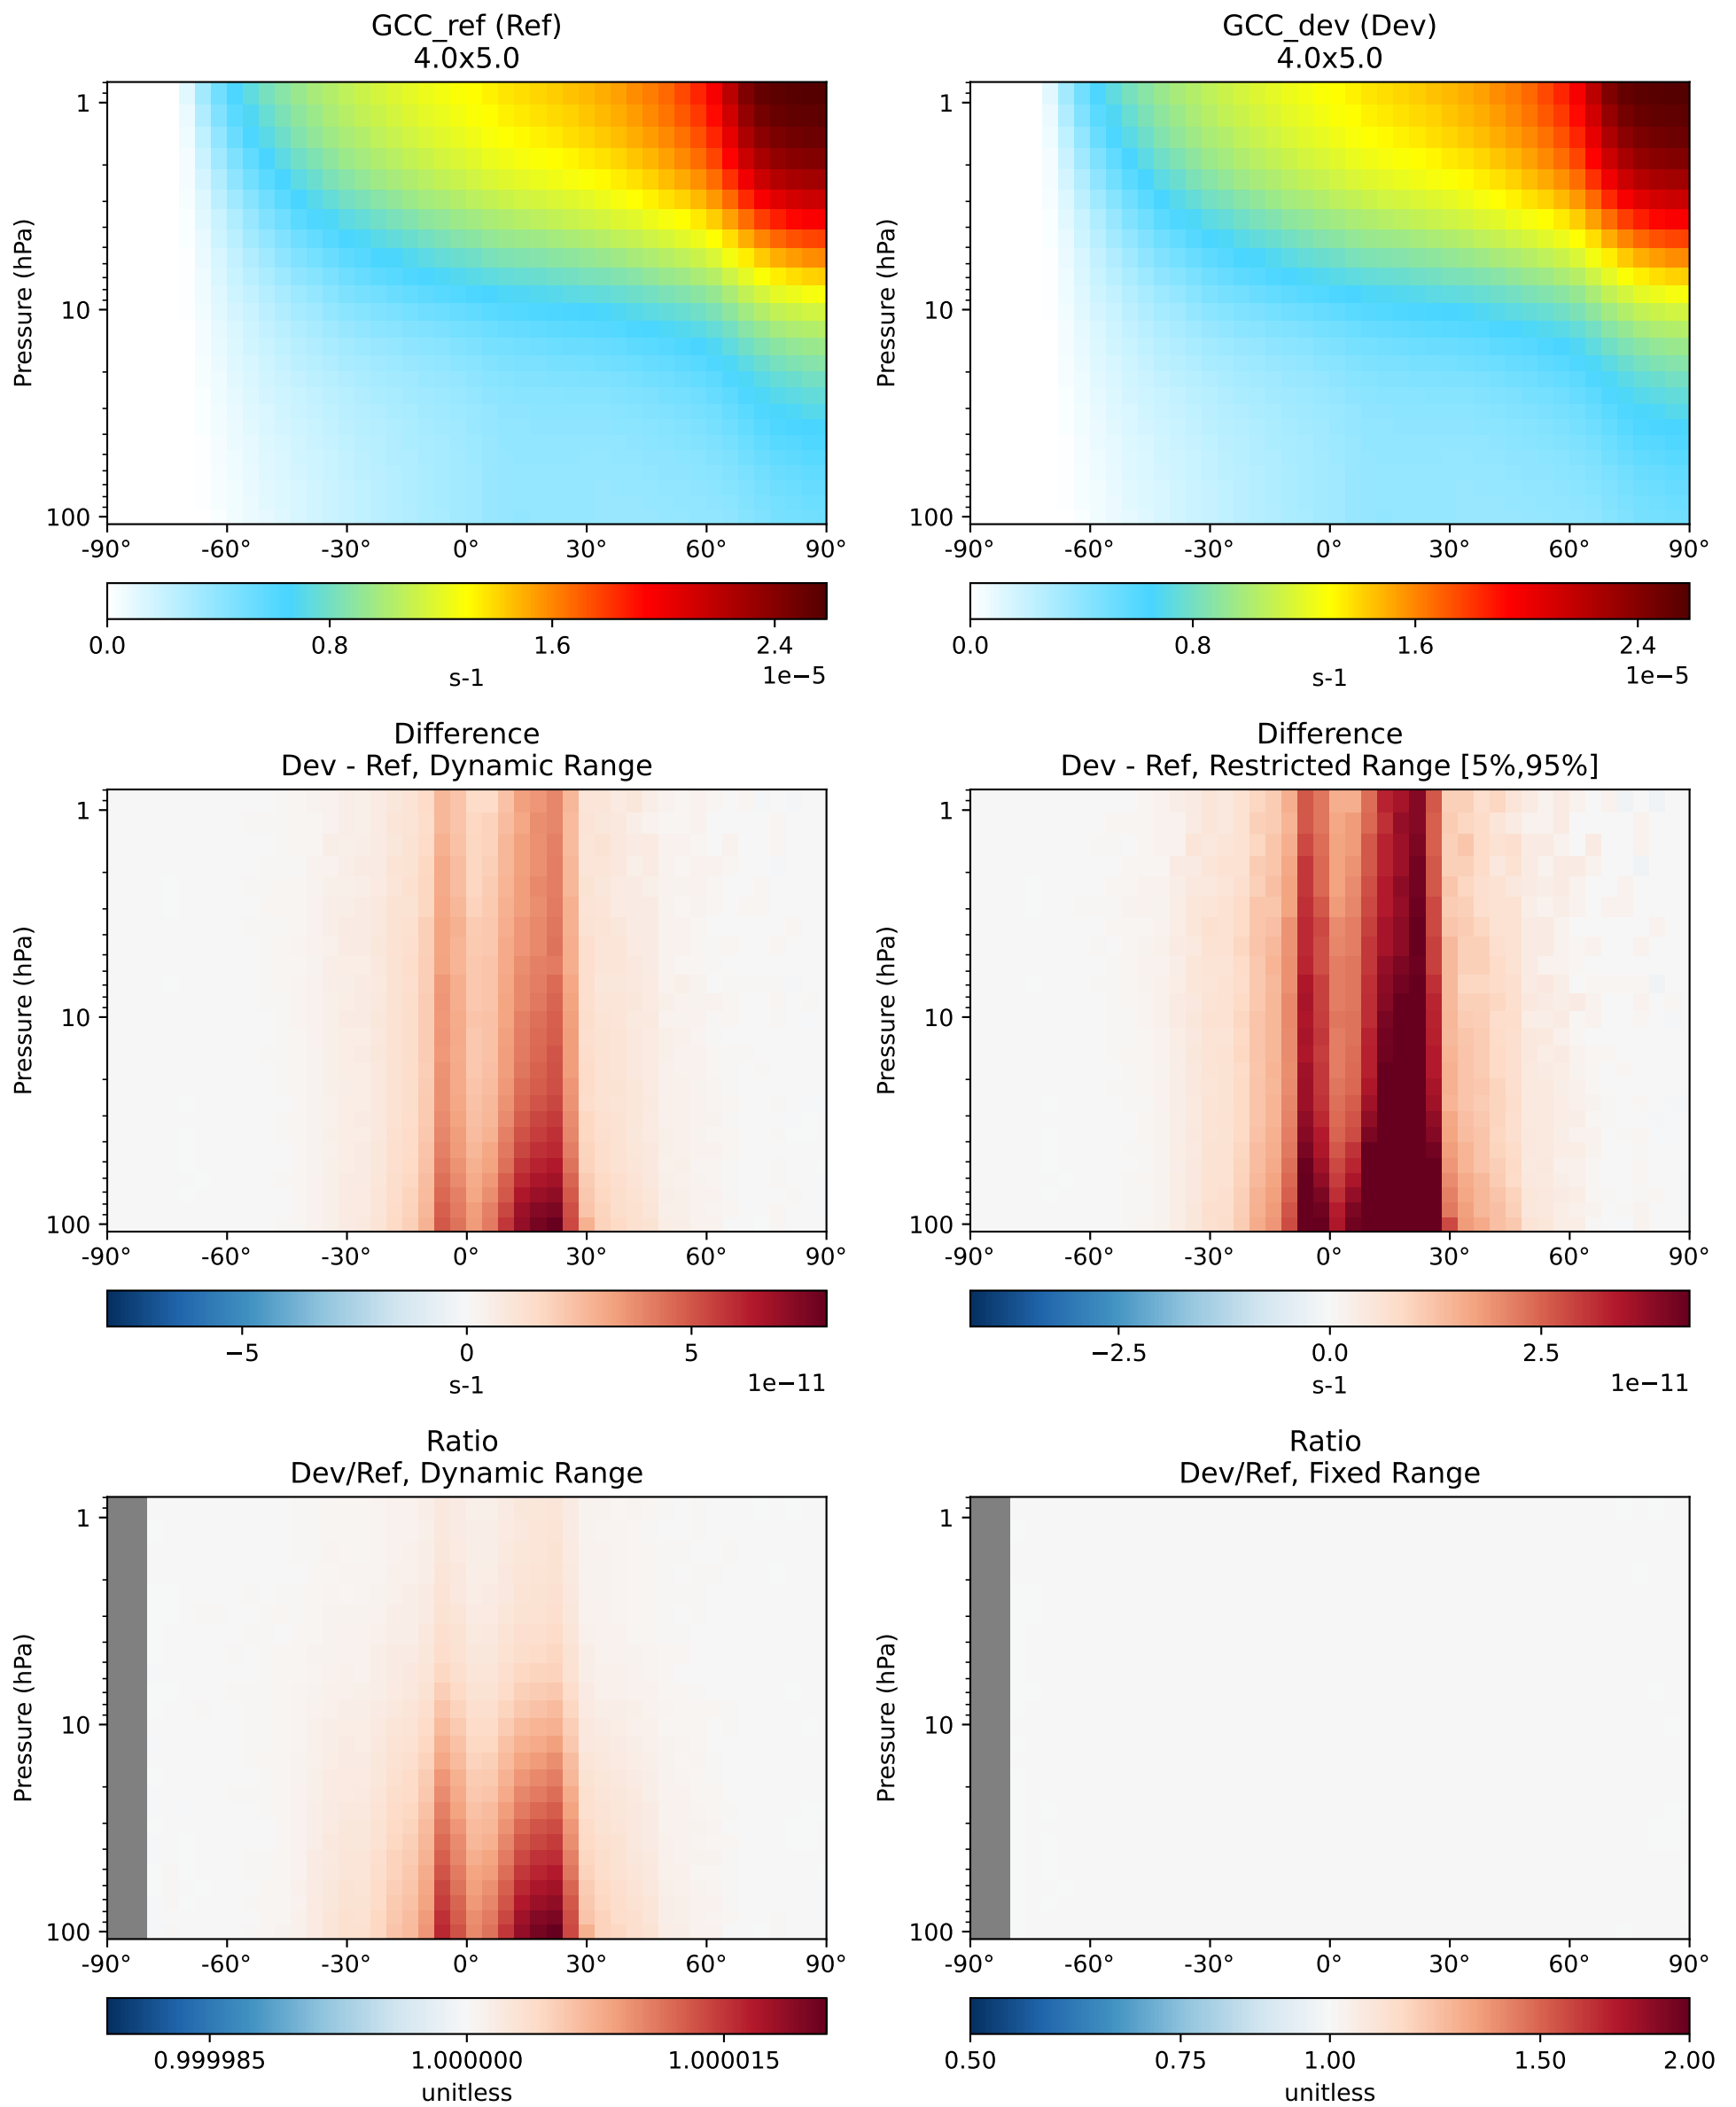 GCC_ref (Ref)
4.0x5.0
GCC_dev (Dev)
4.0x5.0
Pressure (hPa)
1
10
100
-90° -60° -30° 0° 30° 60° 90°
0.0 0.8 1.6 2.4
s-1
1e−5
Pressure (hPa)
1
10
100
-90° -60° -30° 0° 30° 60° 90°
0.0 0.8 1.6 2.4
s-1
1e−5
Difference
Dev - Ref, Dynamic Range
Pressure (hPa)
1
10
100
-90° -60° -30° 0° 30° 60° 90°
−5 0 5
s-1
1e−11
Difference
Dev - Ref, Restricted Range [5%,95%]
Pressure (hPa)
1
10
100
-90° -60° -30° 0° 30° 60° 90°
−2.5 0.0 2.5
s-1
1e−11
Ratio
Dev/Ref, Dynamic Range
Pressure (hPa)
1
10
100
-90° -60° -30° 0° 30° 60° 90°
0.999985 1.000000 1.000015
unitless
Ratio
Dev/Ref, Fixed Range
Pressure (hPa)
1
10
100
-90° -60° -30° 0° 30° 60° 90°
0.50 0.75 1.00 1.50 2.00
unitless